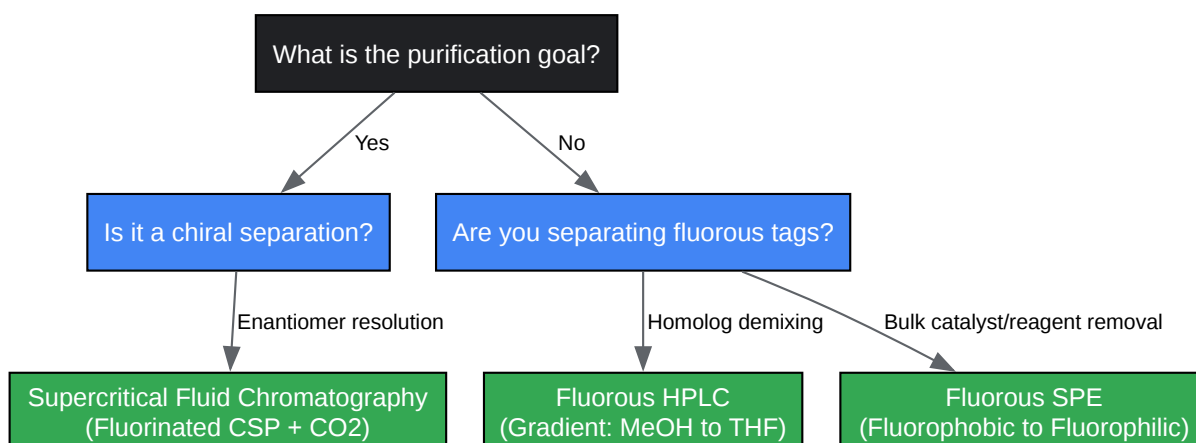 What is the purification goal?
Yes
No
Is it a chiral separation?
Are you separating fluorous tags?
Enantiomer resolution
Homolog demixing
Bulk catalyst/reagent removal
Supercritical Fluid Chromatography
(Fluorinated CSP + CO2)
Fluorous HPLC
(Gradient: MeOH to THF)
Fluorous SPE
(Fluorophobic to Fluorophilic)